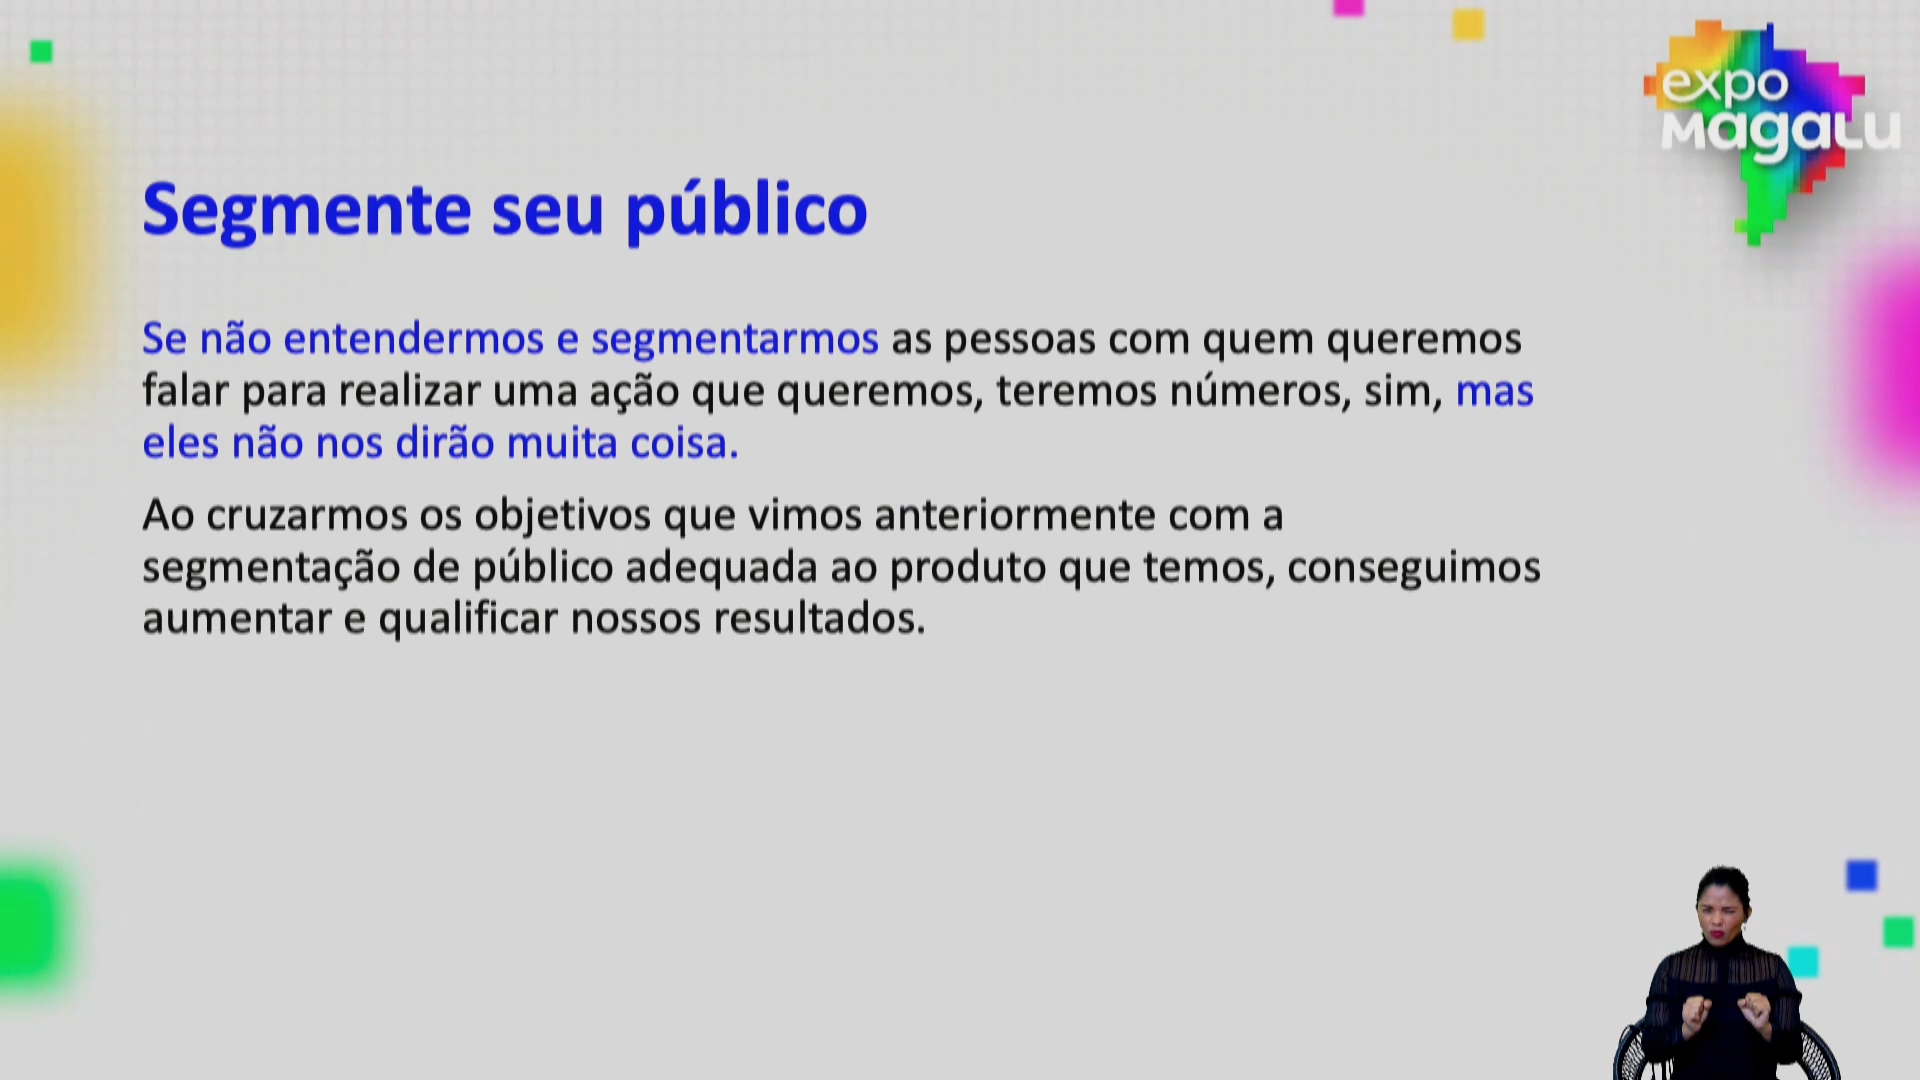 expo
MagaLu
Segmente seu público
Se não entendermos e segmentarmos as pessoas com quem queremos
falar para realizar uma ação que queremos, teremos números, sim, mas
eles não nos dirão muita coisa.
Ao cruzarmos os objetivos que vimos anteriormente com a
segmentação de público adequada ao produto que temos, conseguimos
aumentar e qualificar nossos resultados.